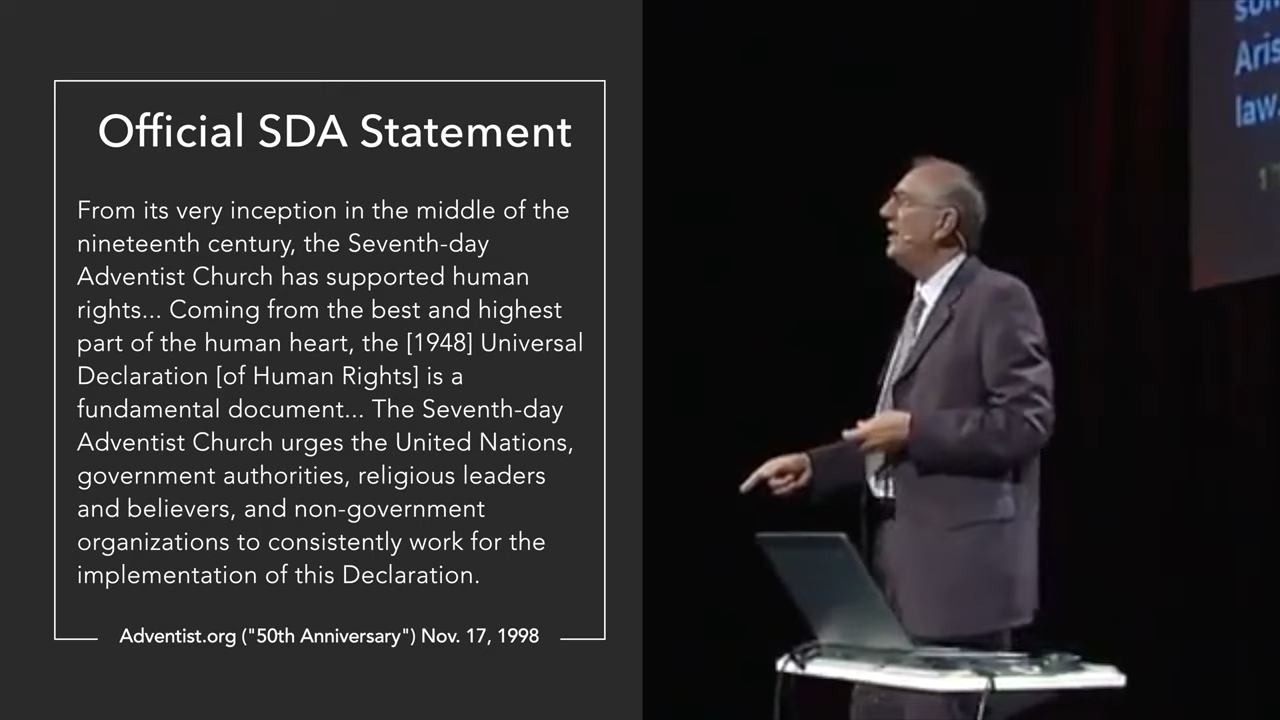 Official SDA Statement
From its very inception in the middle of the
nineteenth century, the Seventh-day
Adventist Church has supported human
rights... Coming from the best and highest
part of the human heart, the [1948] Universal
Declaration [of Human Rights] is a
fundamental document... The Seventh-day
Adventist Church urges the United Nations,
government authorities, religious leaders
and believers, and non-government
organizations to consistently work for the
implementation of this Declaration.
Adventist.org ("50th Anniversary") Nov. 17, 1998
law.